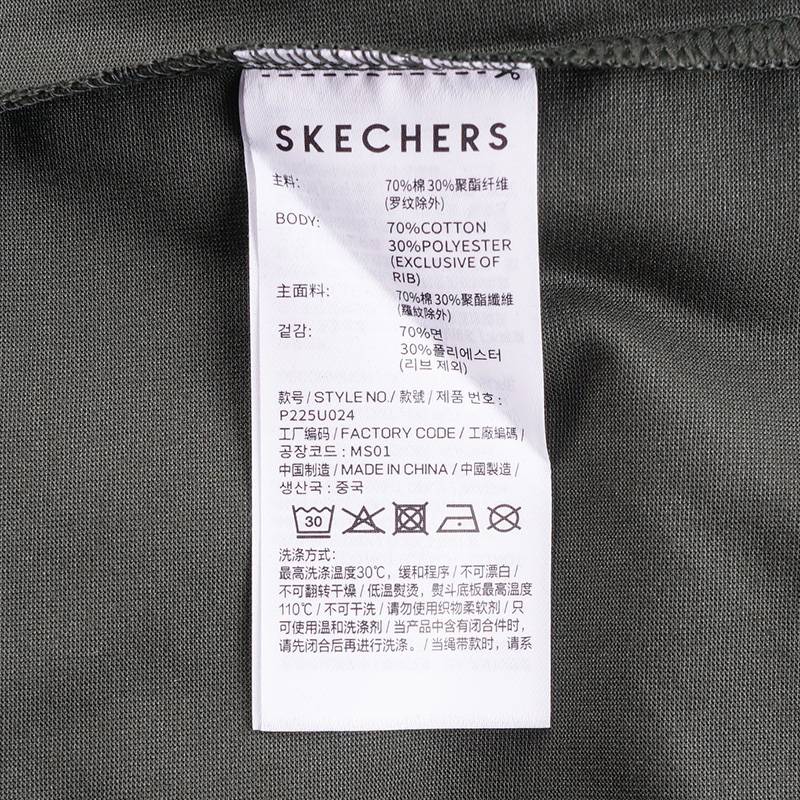 SKECHERS
主料: 70%棉 30%聚酯纤维
(罗纹除外)
BODY: 70%COTTON
30%POLYESTER
(EXCLUSIVE OF
RIB)
主面料: 70%棉 30%聚酯纖維
(羅紋除外)
겉감: 70%면
30%폴리에스터
(리브 제외)
款号 / STYLE NO./ 款號 / 제품 번호 :
P225U024
工厂编码 / FACTORY CODE / 工廠編碼 /
공장코드 : MS01
中国制造 / MADE IN CHINA / 中國製造 /
생산국 : 중국
30
洗涤方式:
最高洗涤温度30℃，缓和程序 / 不可漂白 /
不可翻转干燥 / 低温熨烫，熨斗底板最高温度
110℃ / 不可干洗 / 请勿使用织物柔软剂 / 只
可使用温和洗涤剂 / 当产品中含有闭合件时，
请先闭合后再进行洗涤。 / 当绳带款时，请系